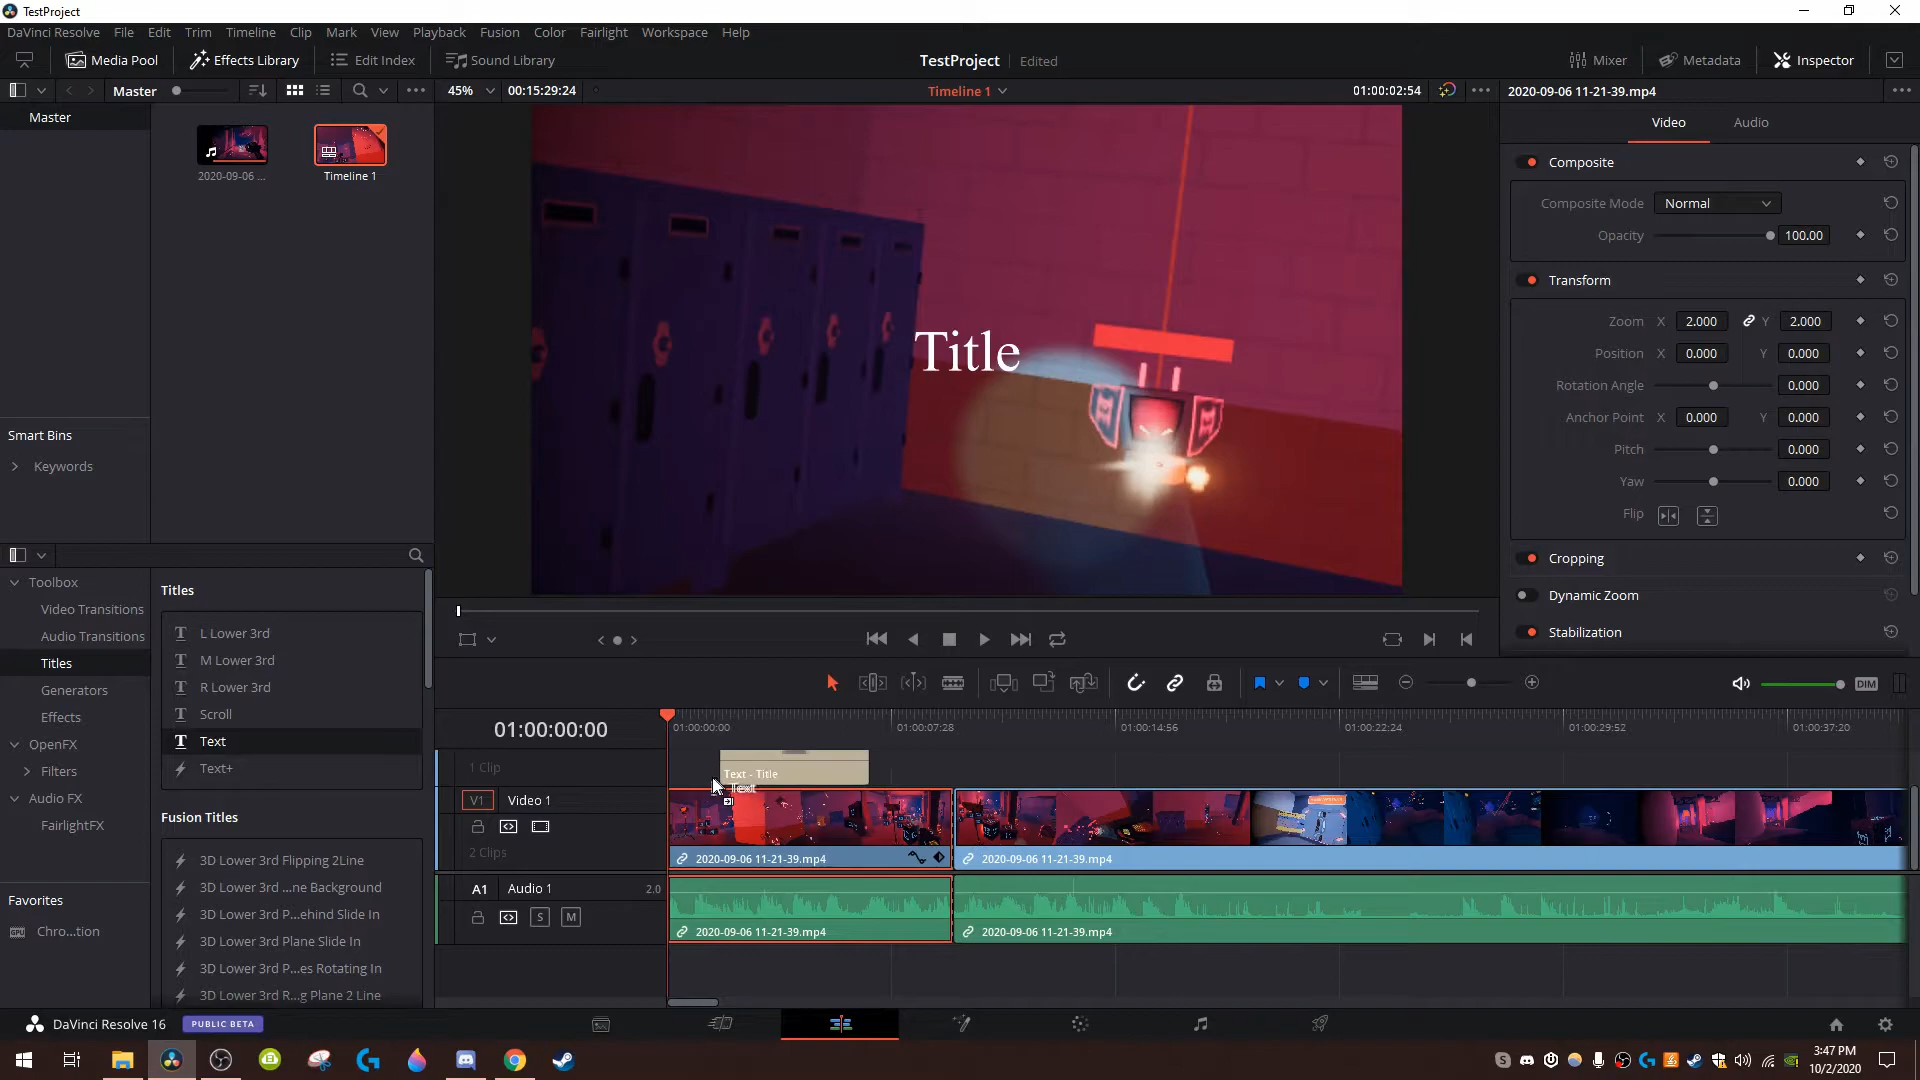 TestProject
DaVinci Resolve File Edit Trim Timeline Clip Mark View Playback Fusion Color Fairlight Workspace Help
Media Pool Effects Library Edit Index Sound Library TestProject Edited Mixer Metadata Inspector
Master 45% 00:15:29:24 Timeline 1 01:00:02:54 2020-09-06 11-21-39.mp4
Master
Video Audio
2020-09-06 ... Timeline 1
Composite
Composite Mode Normal
Opacity 100.00
Transform
Zoom X 2.000 Y 2.000
Title
Position X 0.000 Y 0.000
Rotation Angle 0.000
Anchor Point X 0.000 Y 0.000
Smart Bins
Pitch 0.000
Keywords
Yaw 0.000
Flip
Cropping
Dynamic Zoom
Stabilization
Toolbox
Video Transitions
Audio Transitions
Titles
Generators
Effects
OpenFX
Filters
Audio FX
FairlightFX
Favorites
Chro...tion
Titles
L Lower 3rd
M Lower 3rd
R Lower 3rd
Scroll
Text
Text+
Fusion Titles
3D Lower 3rd Flipping 2Line
3D Lower 3rd ...ne Background
3D Lower 3rd P...ehind Slide In
3D Lower 3rd Plane Slide In
3D Lower 3rd P...es Rotating In
3D Lower 3rd R...g Plane 2 Line
DIM
01:00:00:00 01:00:00:00 01:00:07:28 01:00:14:56 01:00:22:24 01:00:29:52 01:00:37:20
1 Clip
Text - Title
Text
V1 Video 1
2 Clips
2020-09-06 11-21-39.mp4 2020-09-06 11-21-39.mp4
A1 Audio 1 2.0
S M
2020-09-06 11-21-39.mp4 2020-09-06 11-21-39.mp4
DaVinci Resolve 16 PUBLIC BETA
3:47 PM
10/2/2020